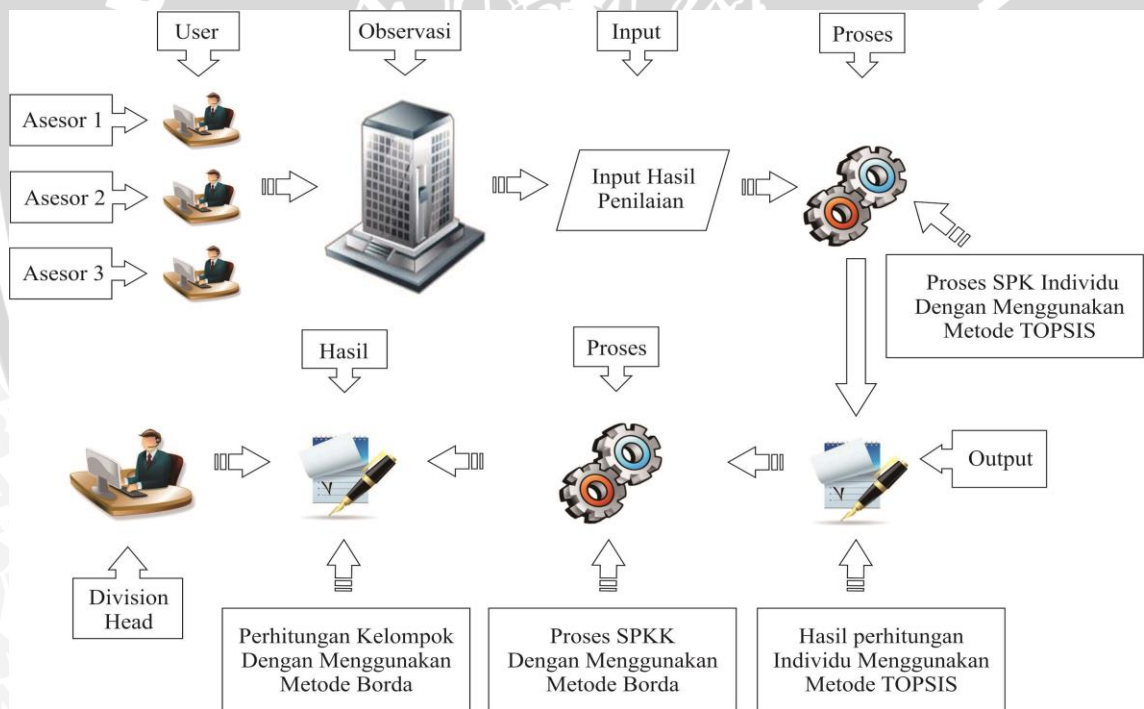 User
Observasi
Input
Proses
Asesor 1
Asesor 2
Asesor 3
Input Hasil
Penilaian
Proses SPK Individu
Dengan Menggunakan
Metode TOPSIS
Hasil
Proses
Output
Division
Head
Perhitungan Kelompok
Dengan Menggunakan
Metode Borda
Proses SPKK
Dengan Menggunakan
Metode Borda
Hasil perhitungan
Individu Menggunakan
Metode TOPSIS